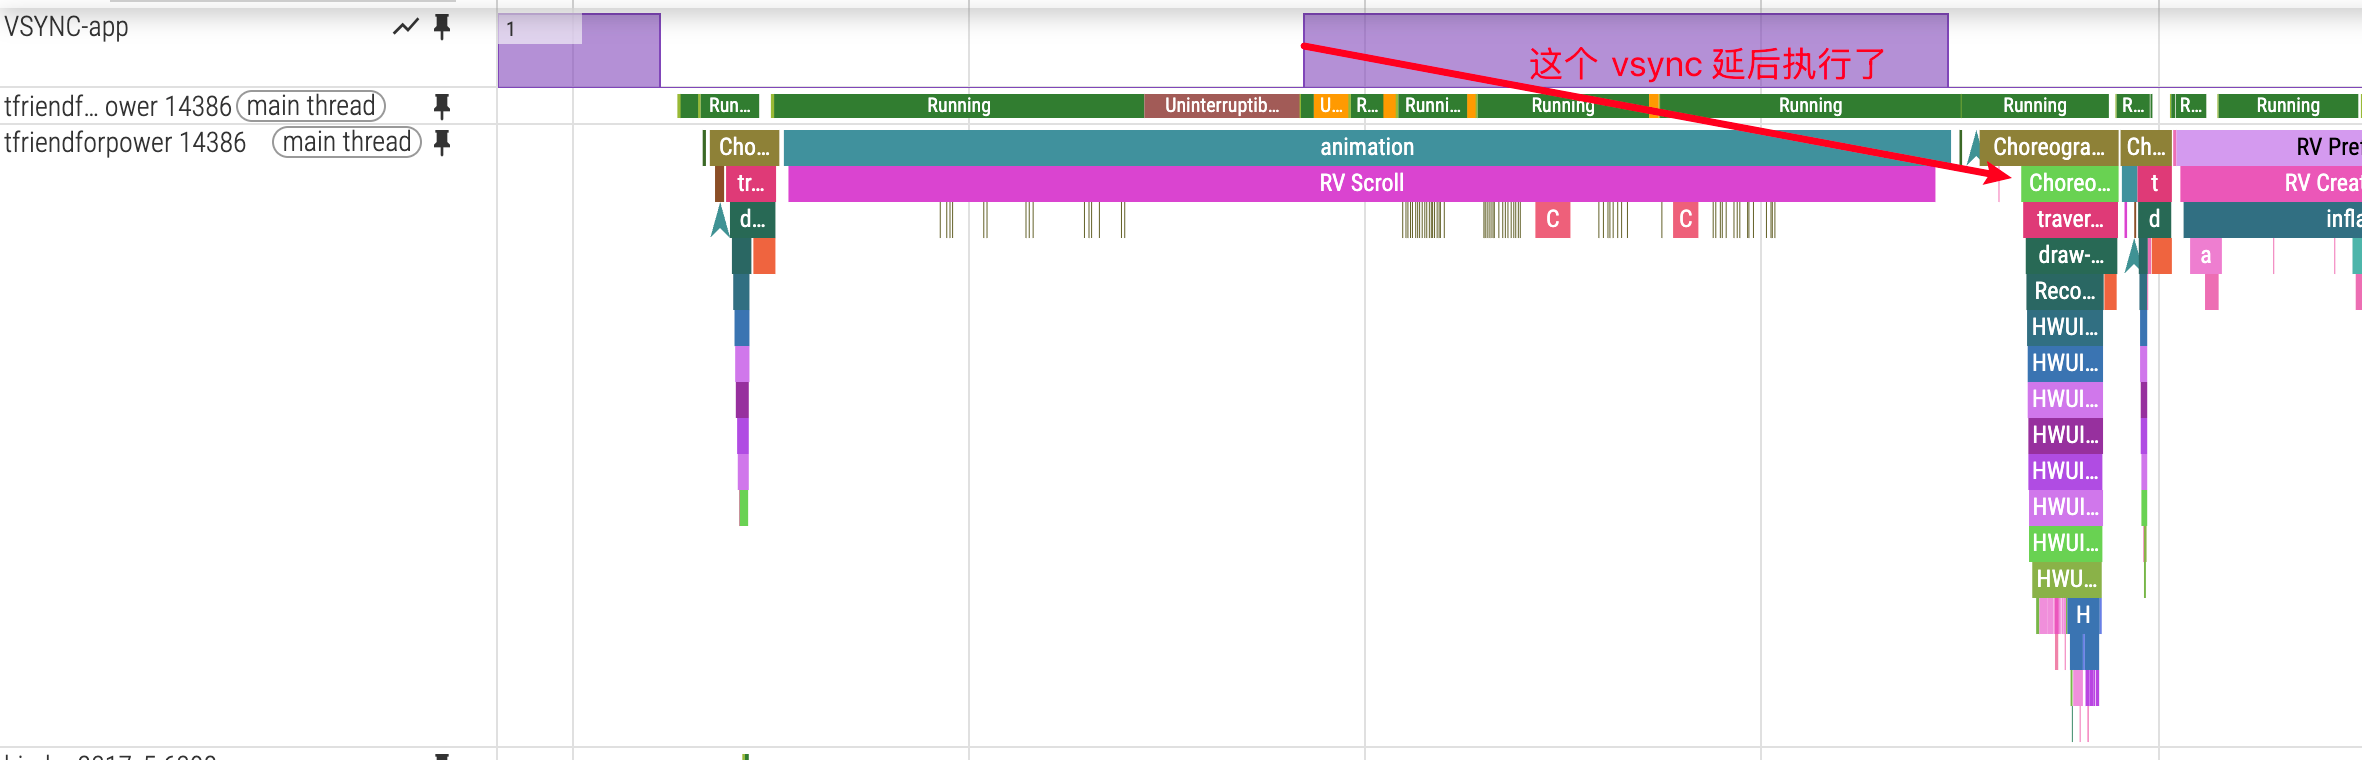 VSYNC-app
1
这个 vsync 延后执行了
tfriendf... ower 14386 main thread
Run... Running Uninterruptib... U... R... Runni... Running Running Running R... R... Running
tfriendforpower 14386 main thread
Cho... animation Choreogra... Ch... RV Pre
tr... RV Scroll Choreo... t RV Crea
d... C C traver... d infla
draw-... a
Reco...
HWUI...
HWUI...
HWUI...
HWUI...
HWUI...
HWUI...
HWUI...
HWU...
H